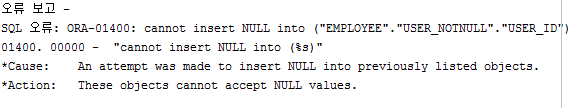 오류 보고 -
SQL 오류: ORA-01400: cannot insert NULL into ("EMPLOYEE"."USER_NOTNULL"."USER_ID")
01400. 00000 -  "cannot insert NULL into (%s)"
*Cause:    An attempt was made to insert NULL into previously listed objects.
*Action:   These objects cannot accept NULL values.